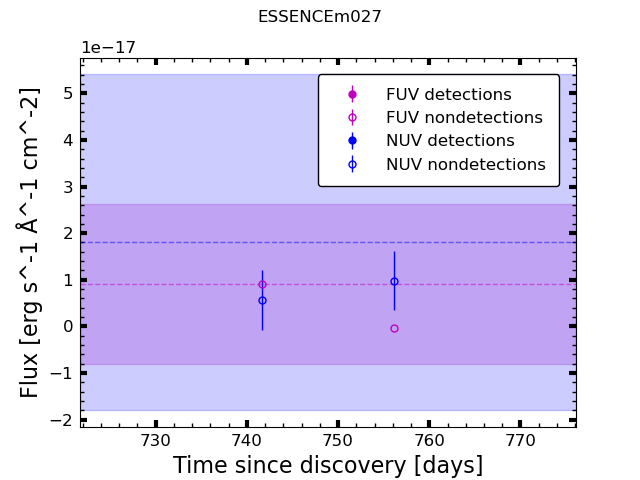 ESSENCEm027
1e−17
FUV detections
FUV nondetections
NUV detections
NUV nondetections
5
4
3
2
1
0
−1
−2
Flux [erg s^-1 Å^-1 cm^-2]
730 740 750 760 770
Time since discovery [days]